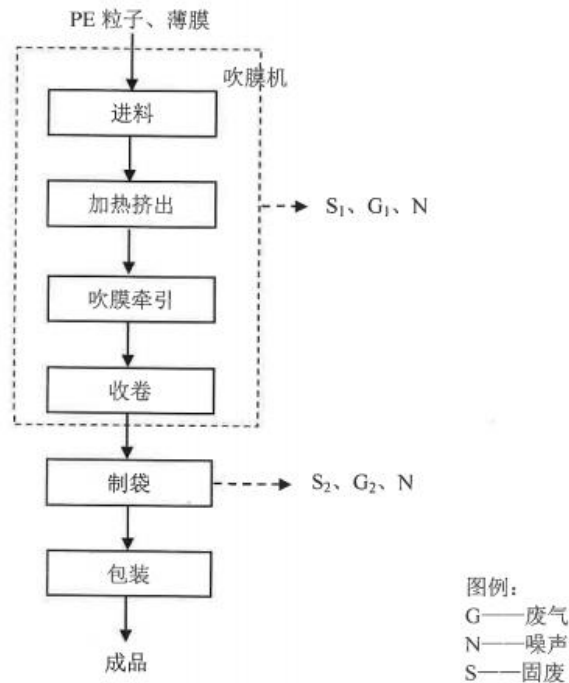 PE 粒子、薄膜
吹膜机
进料
加热挤出
S₁、G₁、N
吹膜牵引
收卷
制袋
S₂、G₂、N
包装
成品
图例：
G——废气
N——噪声
S——固废